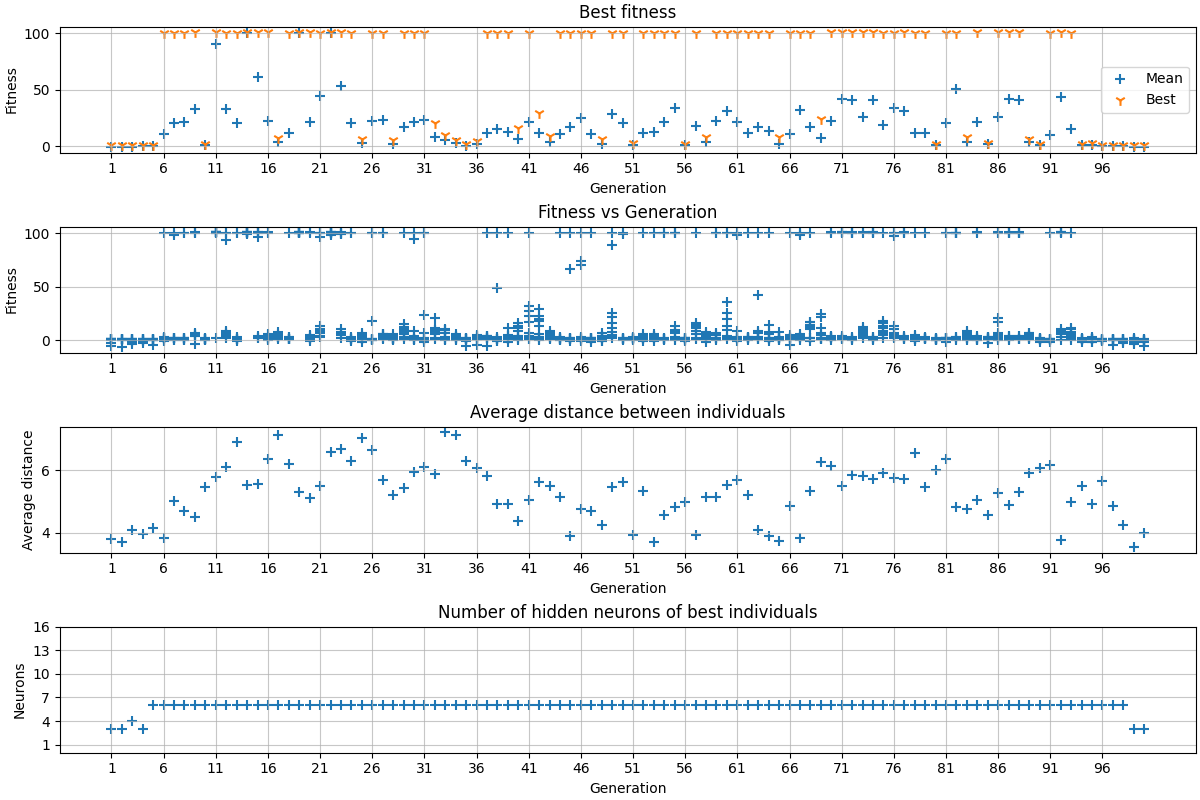 Best fitness
Fitness
100
50
0
Mean
Best
1 6 11 16 21 26 31 36 41 46 51 56 61 66 71 76 81 86 91 96
Generation
Fitness vs Generation
Fitness
100
50
0
1 6 11 16 21 26 31 36 41 46 51 56 61 66 71 76 81 86 91 96
Generation
Average distance between individuals
Average distance
6
4
1 6 11 16 21 26 31 36 41 46 51 56 61 66 71 76 81 86 91 96
Generation
Number of hidden neurons of best individuals
Neurons
16
13
10
7
4
1
1 6 11 16 21 26 31 36 41 46 51 56 61 66 71 76 81 86 91 96
Generation